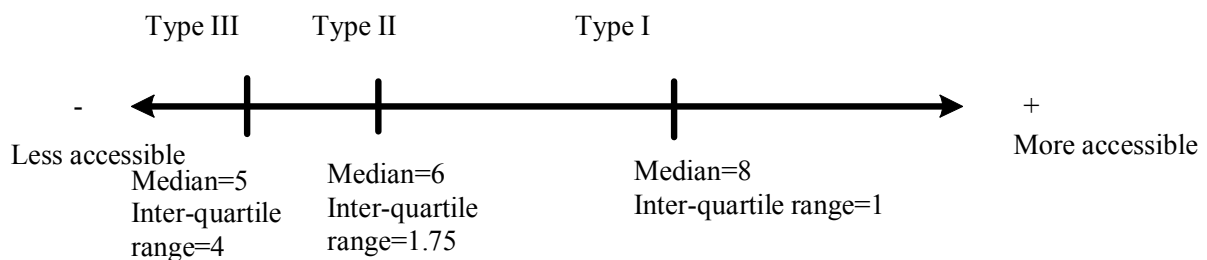 Type III
Type II
Type I
-
+
Less accessible
More accessible
Median=5
Inter-quartile
range=4
Median=6
Inter-quartile
range=1.75
Median=8
Inter-quartile range=1